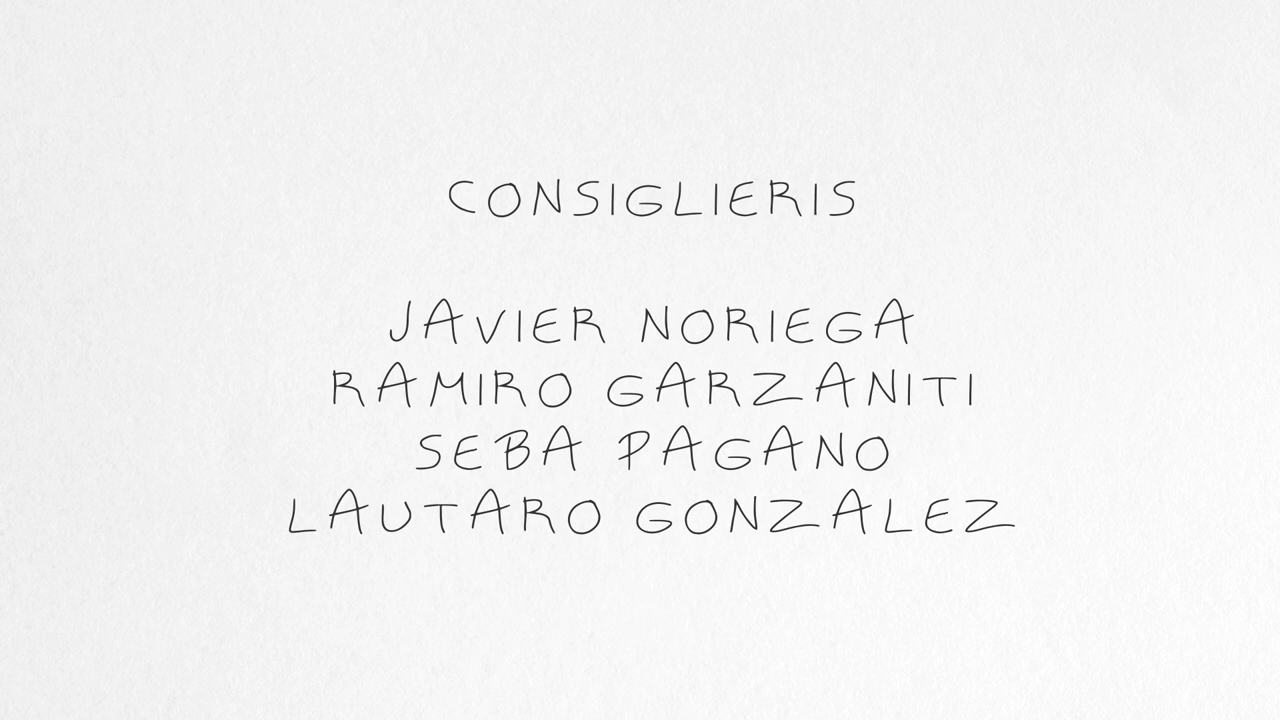 CONSIGLIERIS
JAVIER NORIEGA
RAMIRO GARZANITI
SEBA PAGANO
LAUTARO GONZALEZ